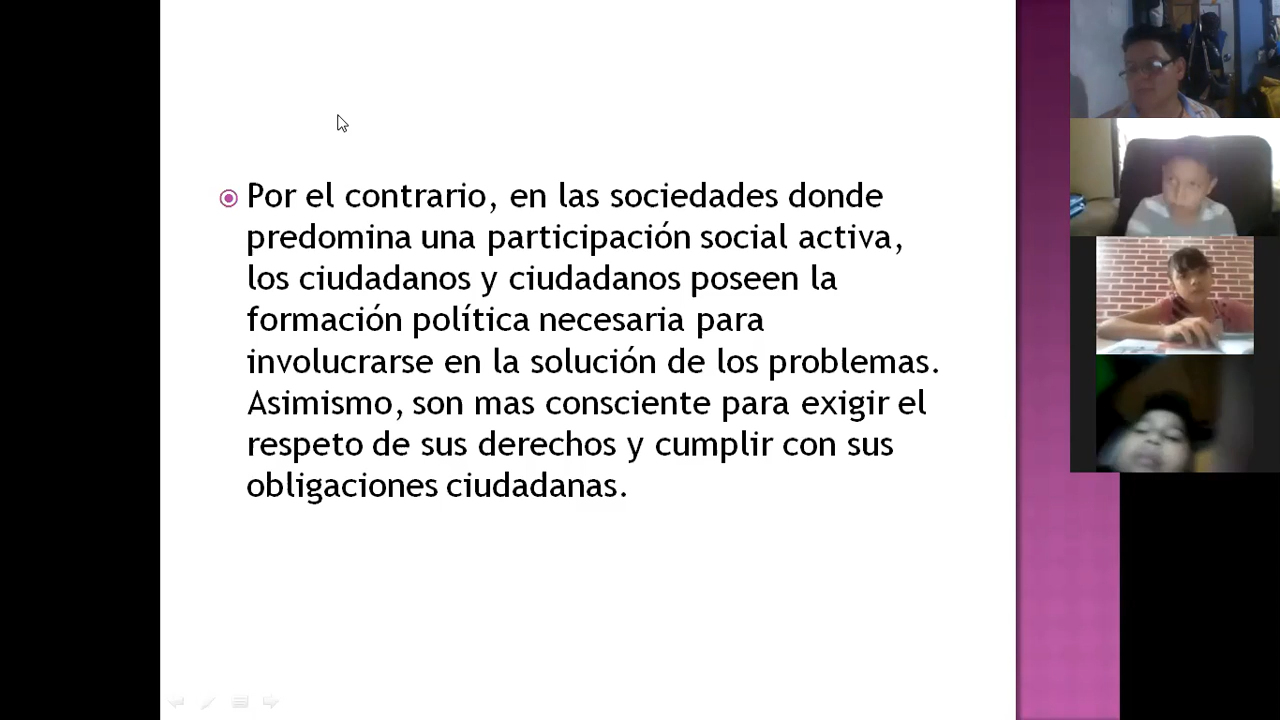 Por el contrario, en las sociedades donde
predomina una participación social activa,
los ciudadanos y ciudadanos poseen la
formación política necesaria para
involucrarse en la solución de los problemas.
Asimismo, son mas consciente para exigir el
respeto de sus derechos y cumplir con sus
obligaciones ciudadanas.